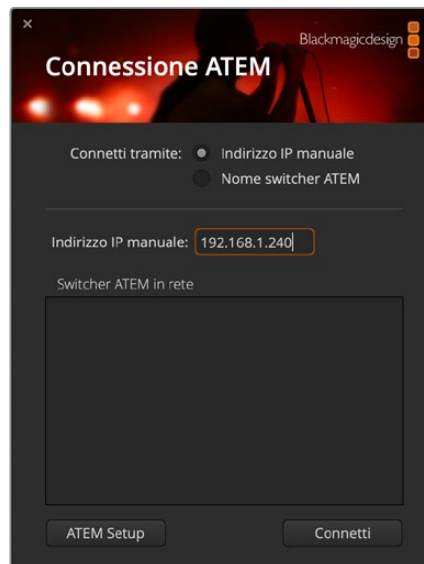 Blackmagicdesign
Connessione ATEM
Connetti tramite: Indirizzo IP manuale
Nome switcher ATEM
Indirizzo IP manuale: 192.168.1.240
Switcher ATEM in rete
ATEM Setup Connetti